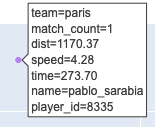 team=paris
match_count=1
dist=1170.37
speed=4.28
time=273.70
name=pablo_sarabia
player_id=8335